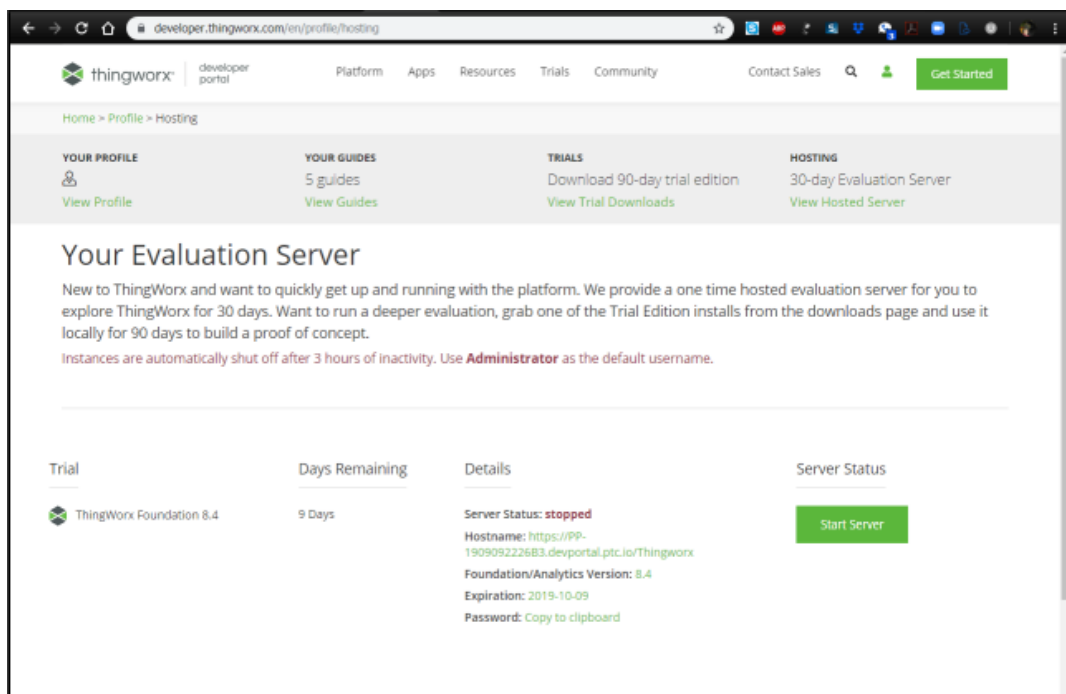 developer.thingworx.com/en/profile/hosting
thingworx developer portal Platform Apps Resources Trials Community Contact Sales Get Started
Home > Profile > Hosting
YOUR PROFILE YOUR GUIDES TRIALS HOSTING
5 guides Download 90-day trial edition 30-day Evaluation Server
View Profile View Guides View Trial Downloads View Hosted Server
Your Evaluation Server
New to ThingWorx and want to quickly get up and running with the platform. We provide a one time hosted evaluation server for you to
explore ThingWorx for 30 days. Want to run a deeper evaluation, grab one of the Trial Edition installs from the downloads page and use it
locally for 90 days to build a proof of concept.
Instances are automatically shut off after 3 hours of inactivity. Use Administrator as the default username.
Trial Days Remaining Details Server Status
ThingWorx Foundation 8.4 9 Days Server Status: stopped Start Server
Hostname: https://PP-
1909092226B3.devportal.ptc.io/Thingworx
Foundation/Analytics Version: 8.4
Expiration: 2019-10-09
Password: Copy to clipboard